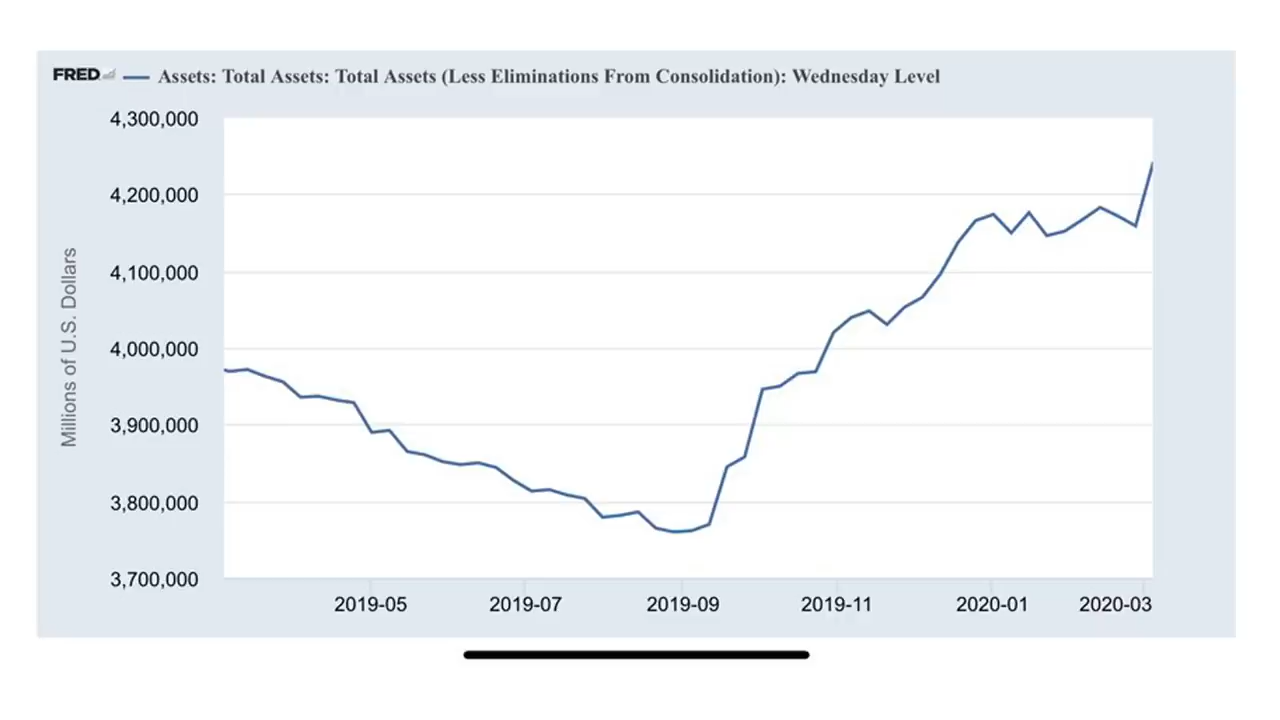 FRED
Assets: Total Assets: Total Assets (Less Eliminations From Consolidation): Wednesday Level
4,300,000
4,200,000
4,100,000
4,000,000
3,900,000
3,800,000
3,700,000
Millions of U.S. Dollars
2019-05 2019-07 2019-09 2019-11 2020-01 2020-03